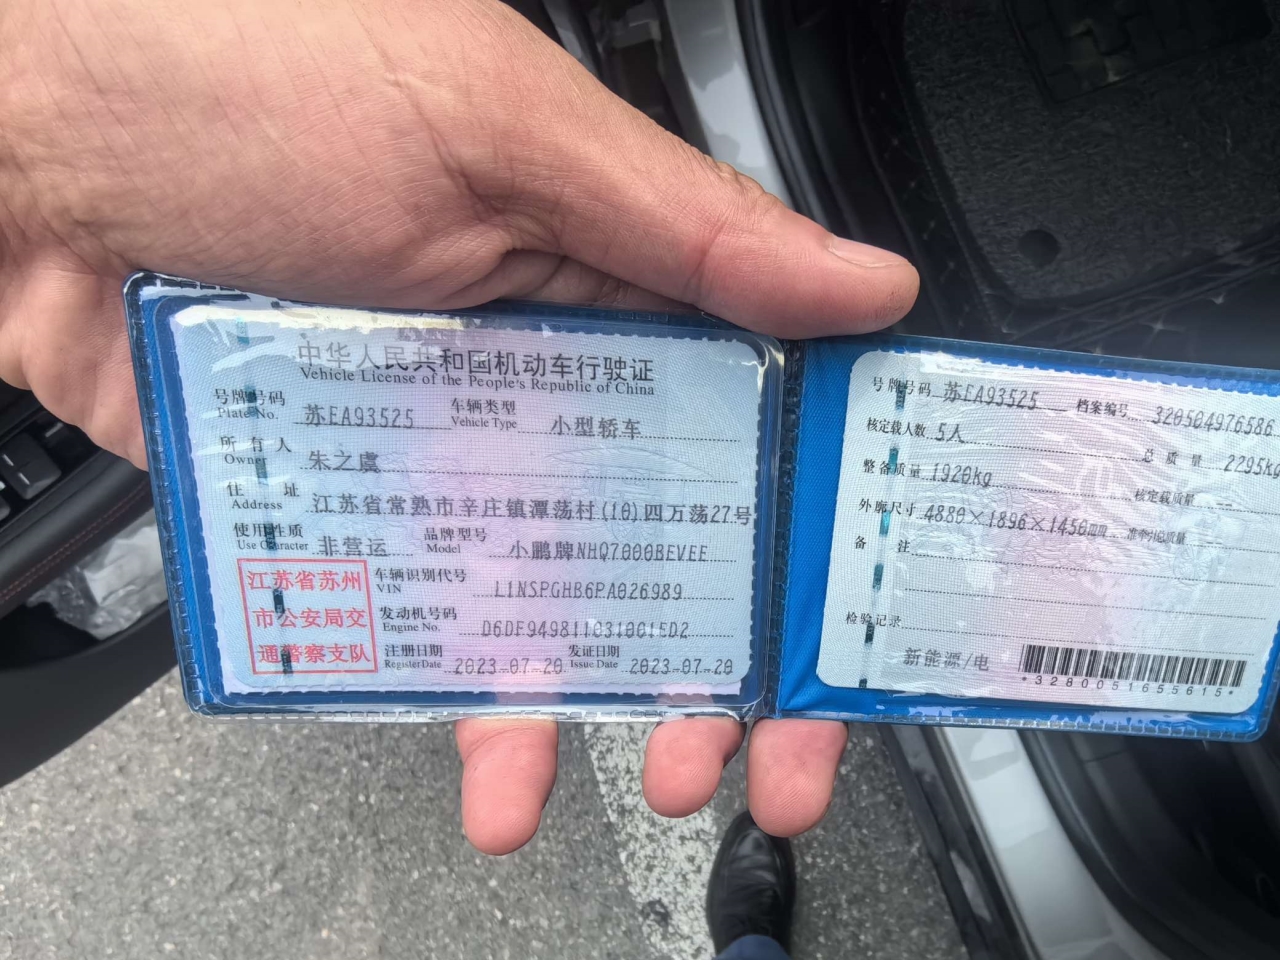 中华人民共和国机动车行驶证
Vehicle License of the People's Republic of China
号牌号码 Plate No. 苏EA93525 车辆类型 Vehicle Type 小型轿车
所有人 Owner 朱之虞
住址 Address 江苏省常熟市辛庄镇潭荡村(10)四万荡27号
使用性质 Use Character 非营运 品牌型号 Model 小鹏牌NHQ7000BEVEE
江苏省苏州
市公安局交
通警察支队
车辆识别代号 VIN L1NSPGHB6PA026989
发动机号码 Engine No. D6DF9498110310015D2
注册日期 Register Date 2023-07-20 发证日期 Issue Date 2023-07-20
号牌号码 苏EA93525 档案编号 320504976586
核定载人数 5人 总质量 2295kg
整备质量 1920kg 核定载质量 --
外廓尺寸 4880×1896×1450mm 准牵引总质量
备注
检验记录
新能源/电
*3280051655615*